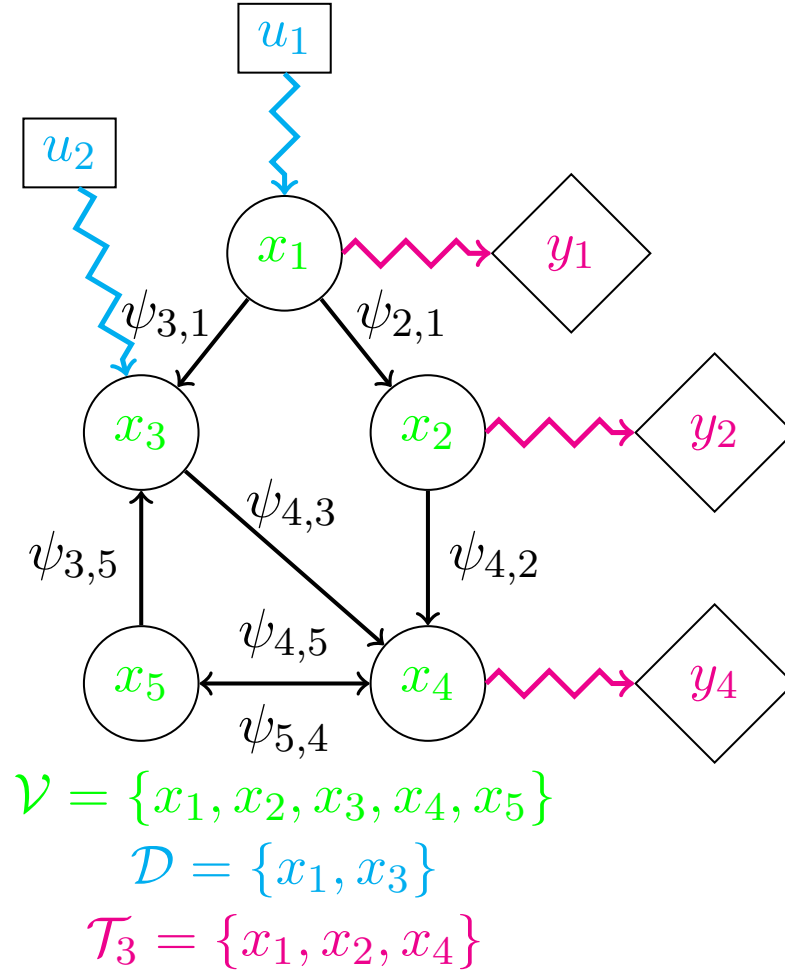 u₁
u₂
x₁
y₁
ψ₃,₁
ψ₂,₁
x₃
x₂
y₂
ψ₄,₃
ψ₃,₅
ψ₄,₂
ψ₄,₅
x₅
x₄
y₄
ψ₅,₄
𝒱 = {x₁, x₂, x₃, x₄, x₅}
𝒟 = {x₁, x₃}
𝒯₃ = {x₁, x₂, x₄}